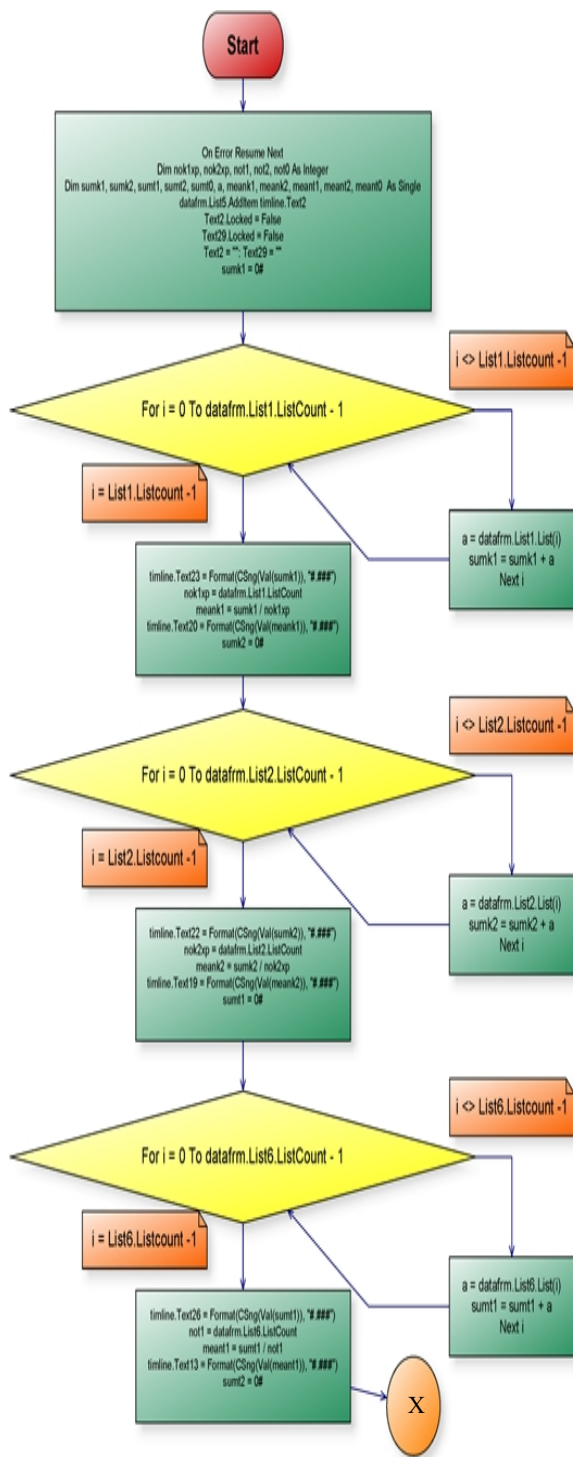 Start
On Error Resume Next
Dim nok1xp, nok2xp, not1, not2, not0 As Integer
Dim sumk1, sumk2, sumt1, sumt2, sumt0, a, meank1, meank2, meant1, meant2, meant0 As Single
datafrm.List5.AddItem timline.Text2
Text2.Locked = False
Text29.Locked = False
Text2 = "": Text29 = ""
sumk1 = 0#
i <> List1.Listcount -1
For i = 0 To datafrm.List1.ListCount - 1
i = List1.Listcount -1
a = datafrm.List1.List(i)
sumk1 = sumk1 + a
Next i
timline.Text23 = Format(CSng(Val(sumk1)), "#.###")
nok1xp = datafrm.List1.ListCount
meank1 = sumk1 / nok1xp
timline.Text20 = Format(CSng(Val(meank1)), "#.###")
sumk2 = 0#
i <> List2.Listcount -1
For i = 0 To datafrm.List2.ListCount - 1
i = List2.Listcount -1
a = datafrm.List2.List(i)
sumk2 = sumk2 + a
Next i
timline.Text22 = Format(CSng(Val(sumk2)), "#.###")
nok2xp = datafrm.List2.ListCount
meank2 = sumk2 / nok2xp
timline.Text19 = Format(CSng(Val(meank2)), "#.###")
sumt1 = 0#
i <> List6.Listcount -1
For i = 0 To datafrm.List6.ListCount - 1
i = List6.Listcount -1
a = datafrm.List6.List(i)
sumt1 = sumt1 + a
Next i
timline.Text26 = Format(CSng(Val(sumt1)), "#.###")
not1 = datafrm.List6.ListCount
meant1 = sumt1 / not1
timline.Text13 = Format(CSng(Val(meant1)), "#.###")
sumt2 = 0#
X